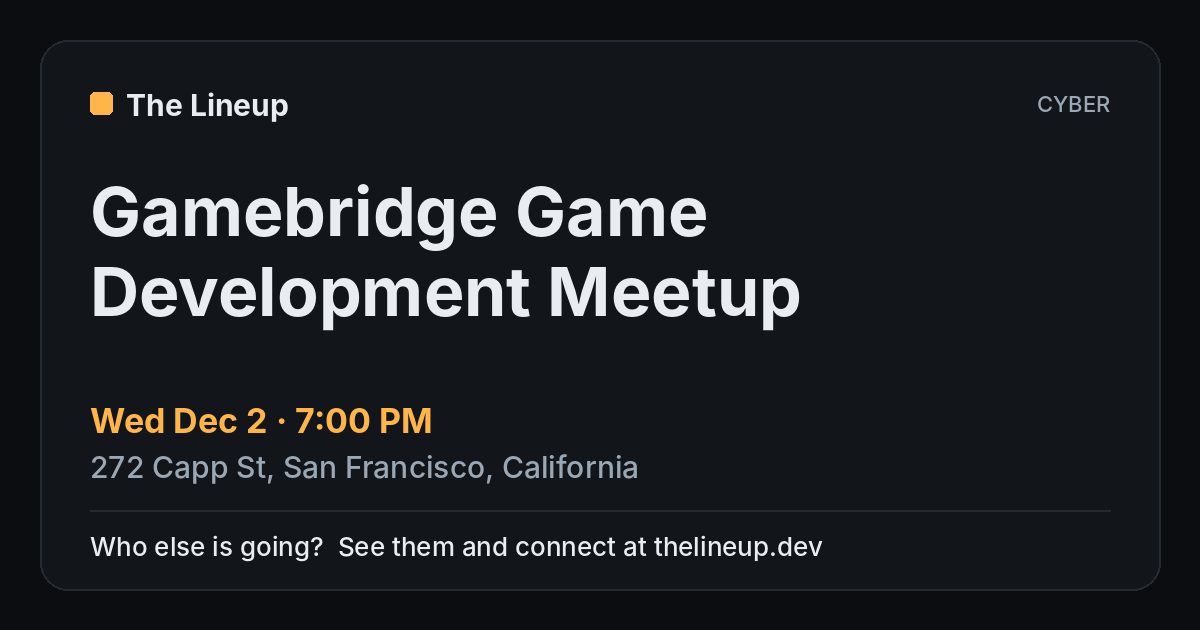 The Lineup
CYBER
Gamebridge Game
Development Meetup
Wed Dec 2 · 7:00 PM
272 Capp St, San Francisco, California
Who else is going? See them and connect at thelineup.dev